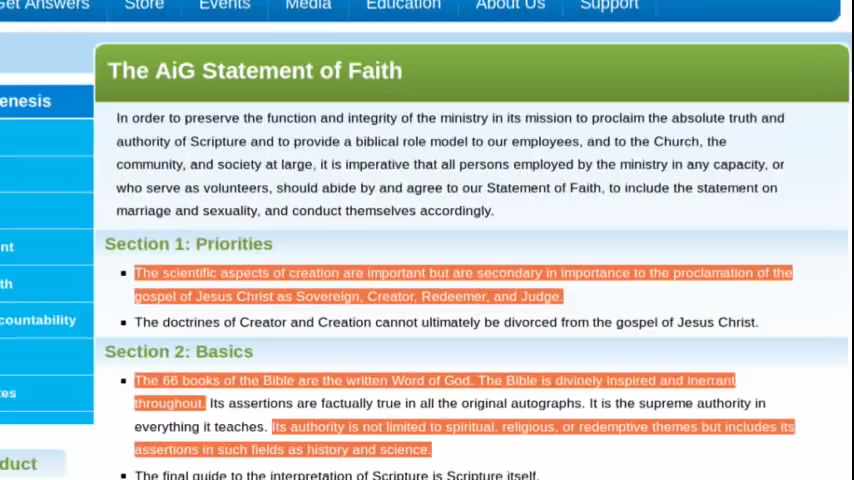 Get Answers Store Events Media Education About Us Support
The AiG Statement of Faith
enesis
In order to preserve the function and integrity of the ministry in its mission to proclaim the absolute truth and
authority of Scripture and to provide a biblical role model to our employees, and to the Church, the
community, and society at large, it is imperative that all persons employed by the ministry in any capacity, or
who serve as volunteers, should abide by and agree to our Statement of Faith, to include the statement on
marriage and sexuality, and conduct themselves accordingly.
nt
th
countability
tes
duct
Section 1: Priorities
The scientific aspects of creation are important but are secondary in importance to the proclamation of the
gospel of Jesus Christ as Sovereign, Creator, Redeemer, and Judge.
The doctrines of Creator and Creation cannot ultimately be divorced from the gospel of Jesus Christ.
Section 2: Basics
The 66 books of the Bible are the written Word of God. The Bible is divinely inspired and inerrant
throughout. Its assertions are factually true in all the original autographs. It is the supreme authority in
everything it teaches. Its authority is not limited to spiritual, religious, or redemptive themes but includes its
assertions in such fields as history and science.
The final guide to the interpretation of Scripture is Scripture itself.